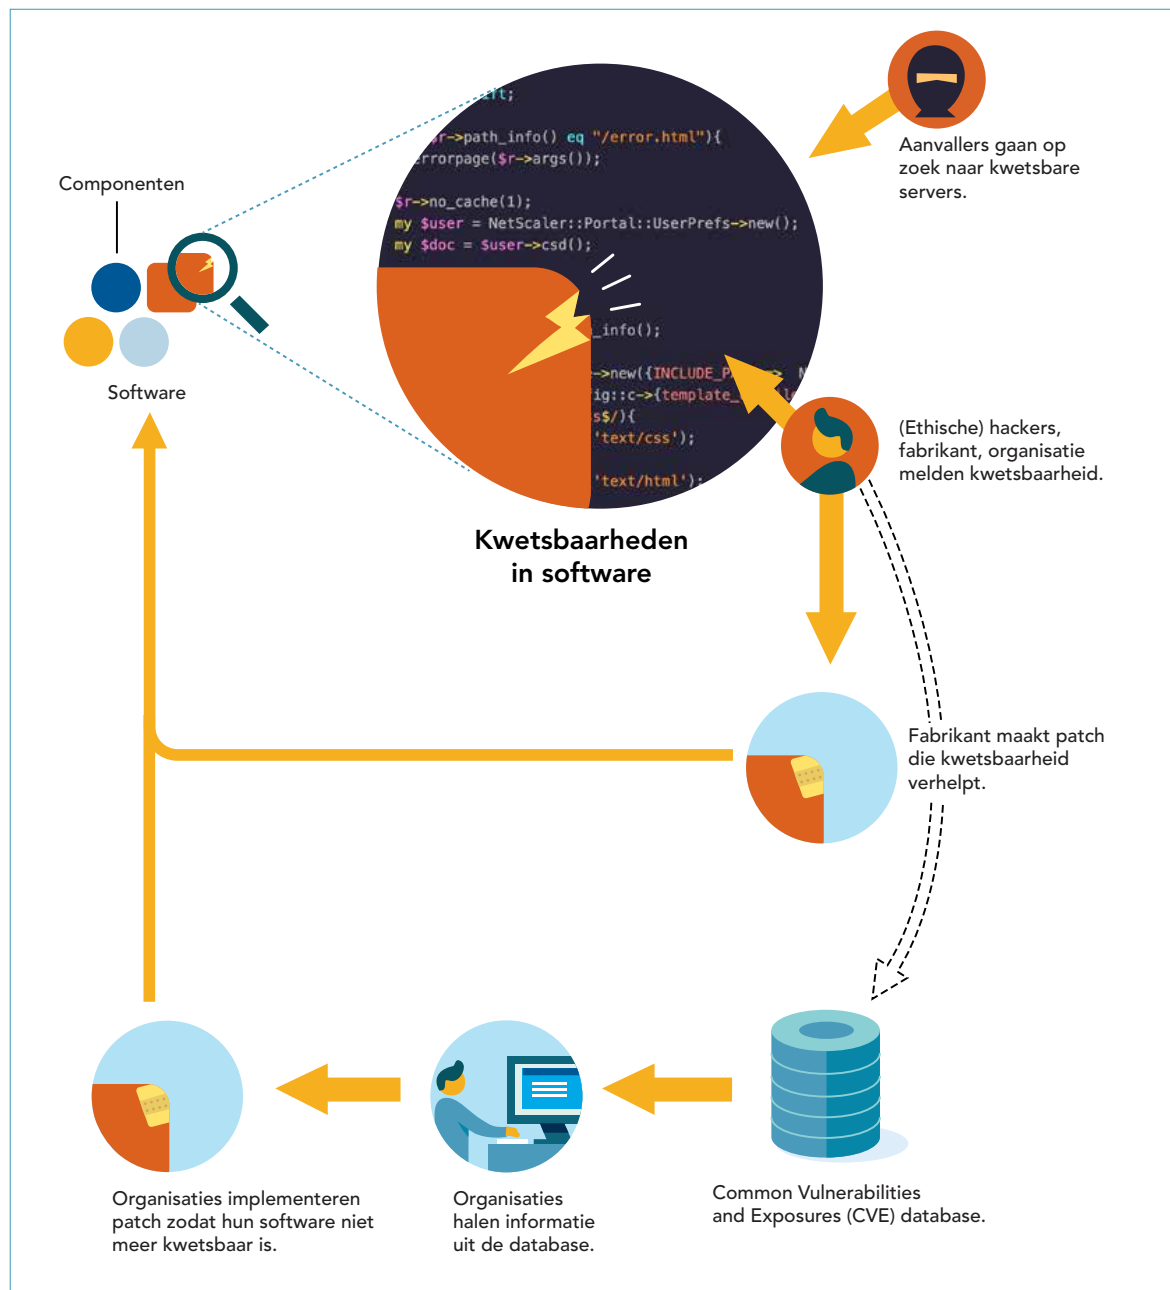 ift;
r->path_info() eq "/error.html"){
errorpage($r->args());
$r->no_cache(1);
my $user = NetScaler::Portal::UserPrefs->new();
my $doc = $user->csd();
_info();
->new({INCLUDE_P
ig::c->{template_
s$/){
'text/css');
'text/html');
Aanvallers gaan op
zoek naar kwetsbare
servers.
Componenten
Software
(Ethische) hackers,
fabrikant, organisatie
melden kwetsbaarheid.
Kwetsbaarheden
in software
Fabrikant maakt patch
die kwetsbaarheid
verhelpt.
Organisaties implementeren
patch zodat hun software niet
meer kwetsbaar is.
Organisaties
halen informatie
uit de database.
Common Vulnerabilities
and Exposures (CVE) database.